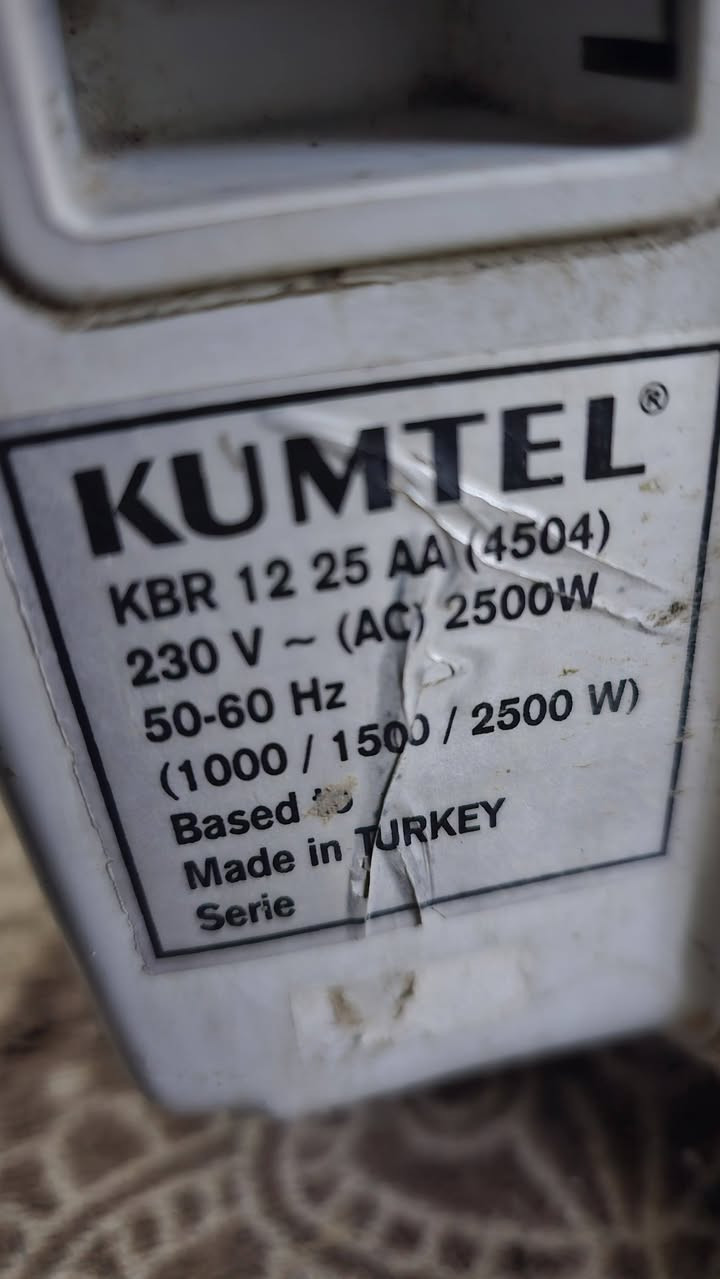 KUMTEL®
KBR 12 25 AA (4504)
230 V ~ (AC) 2500W
50-60 Hz
(1000 / 1500 / 2500 W)
Based
Made in TURKEY
Serie